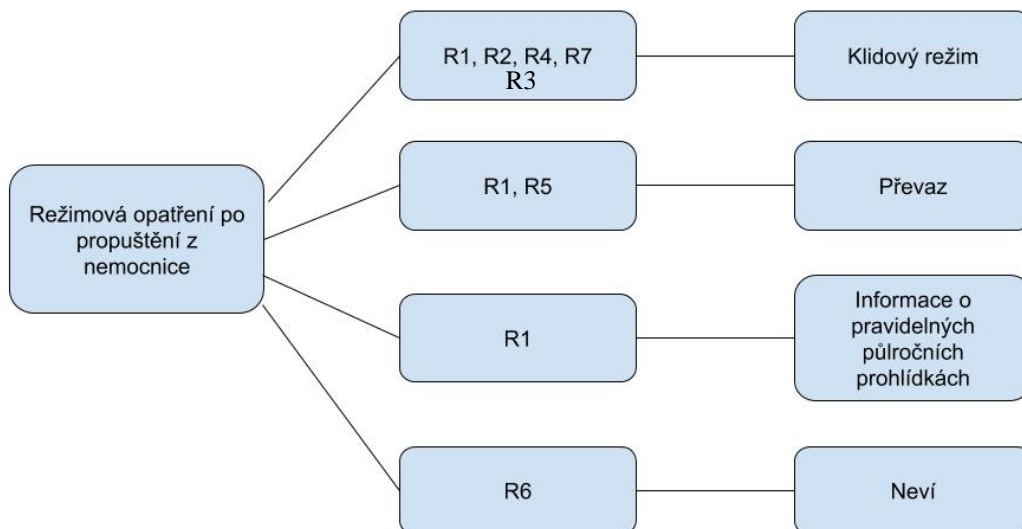 Režimová opatření po
propuštění z
nemocnice
R1, R2, R4, R7
R3
Klidový režim
R1, R5
Převaz
R1
Informace o
pravidelných
půlročních
prohlídkách
R6
Neví